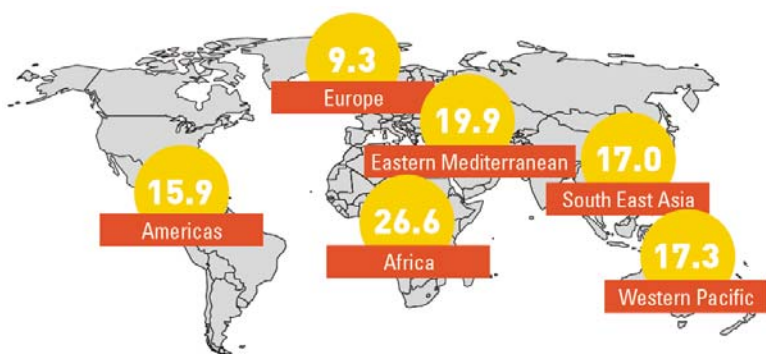 9.3
Europe
19.9
Eastern Mediterranean
17.0
South East Asia
15.9
Americas
26.6
Africa
17.3
Western Pacific